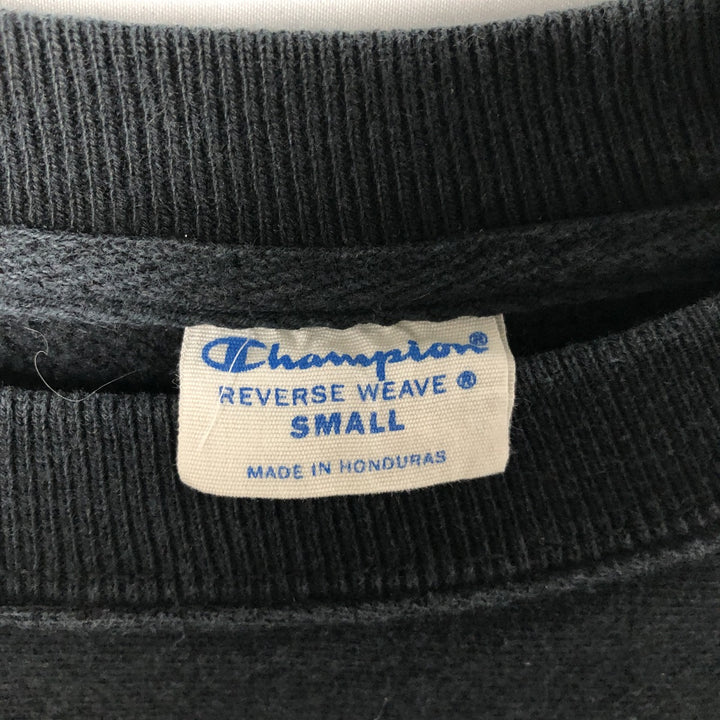 Champion®
REVERSE WEAVE ®
SMALL
MADE IN HONDURAS